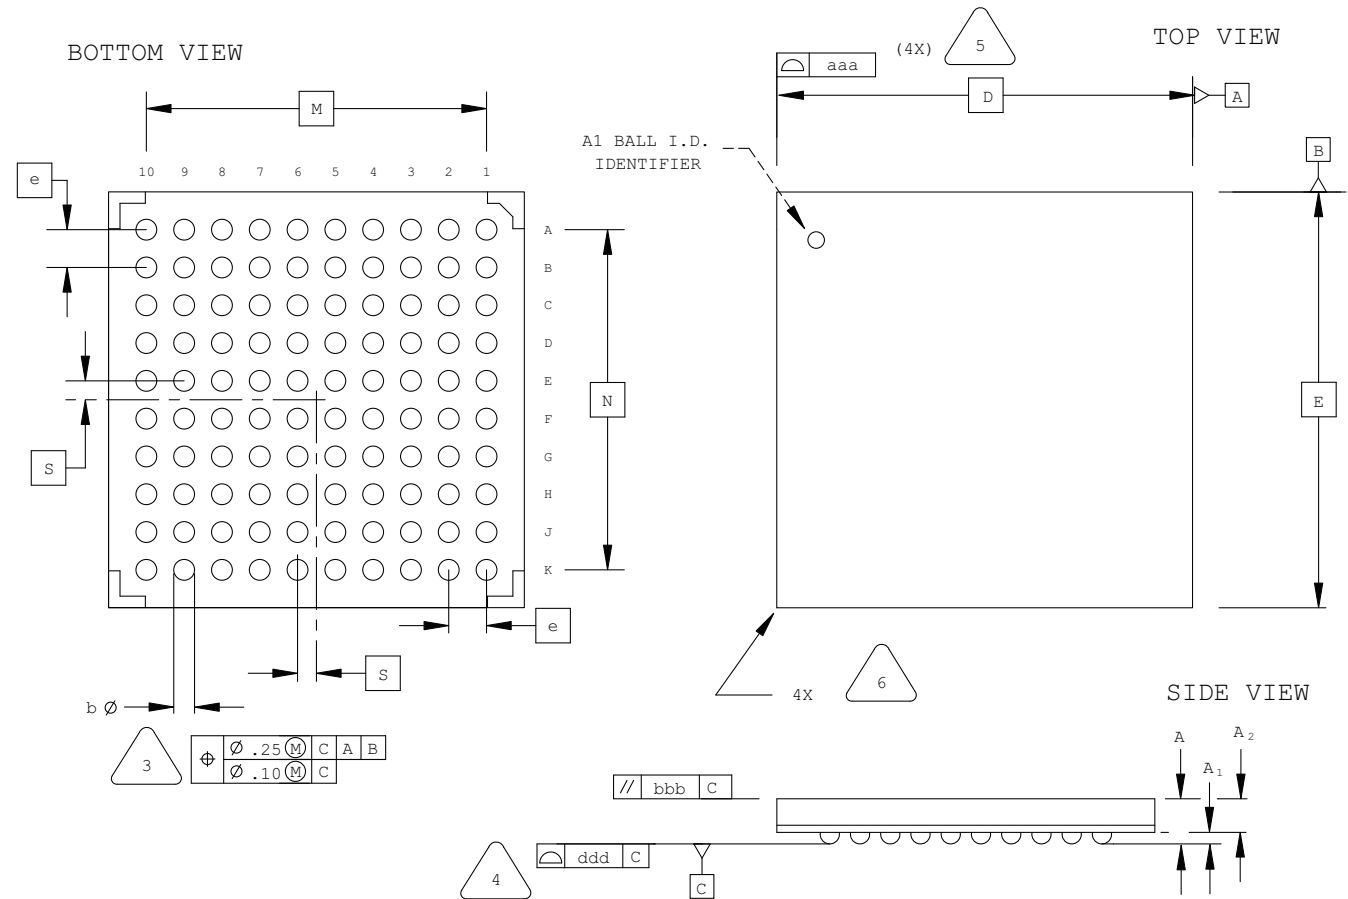 BOTTOM VIEW
M
10 9 8 7 6 5 4 3 2 1
e
A
B
C
D
E
F
G
H
J
K
N
S
e
S
b Ø
3
⌖ Ø .25 Ⓜ C A B
Ø .10 Ⓜ C
TOP VIEW
⌓ aaa (4X) 5
D
A
B
A1 BALL I.D.
IDENTIFIER
E
4X 6
SIDE VIEW
A
A₁
A₂
// bbb C
⌓ ddd C
4
C